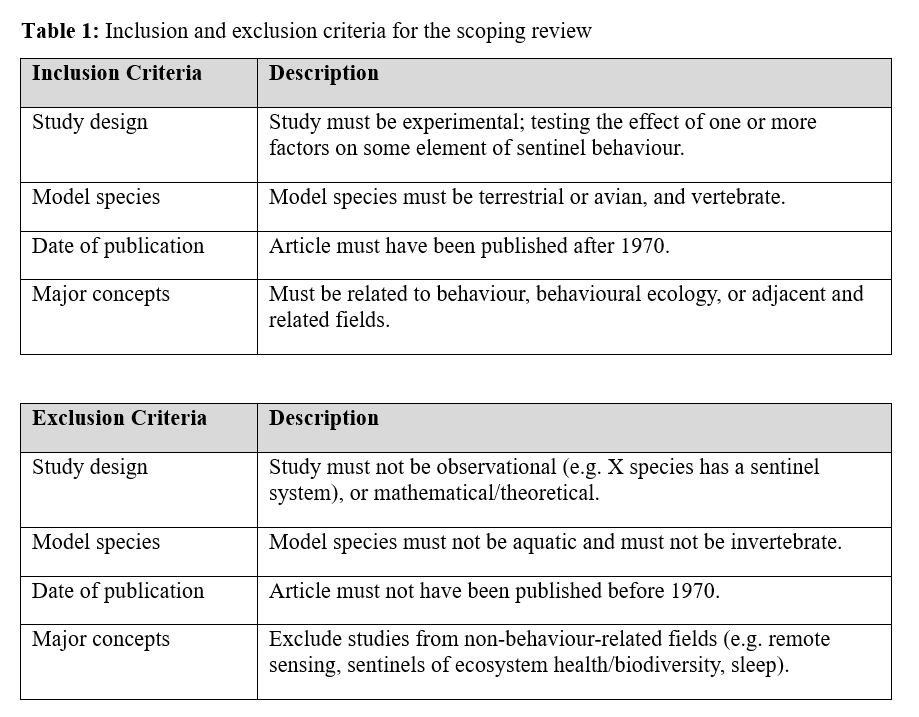 Table 1: Inclusion and exclusion criteria for the scoping review
Inclusion Criteria Description
Study design Study must be experimental; testing the effect of one or more
factors on some element of sentinel behaviour.
Model species Model species must be terrestrial or avian, and vertebrate.
Date of publication Article must have been published after 1970.
Major concepts Must be related to behaviour, behavioural ecology, or adjacent and
related fields.
Exclusion Criteria Description
Study design Study must not be observational (e.g. X species has a sentinel
system), or mathematical/theoretical.
Model species Model species must not be aquatic and must not be invertebrate.
Date of publication Article must not have been published before 1970.
Major concepts Exclude studies from non-behaviour-related fields (e.g. remote
sensing, sentinels of ecosystem health/biodiversity, sleep).